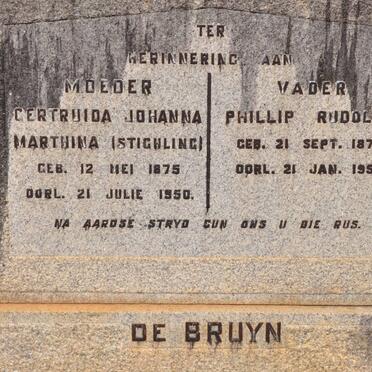 TER
HERINNERING AAN
MOEDER
GERTRUIDA JOHANNA
MARTHINA (STIGHLING)
GEB. 12 MEI 1875
OORL. 21 JULIE 1950.
VADER
PHILLIP
GEB. 21 SEPT.
OORL. 21 JAN.
NA AARDSE STRYD GUN ONS U DIE RUS.
DE BRUYN